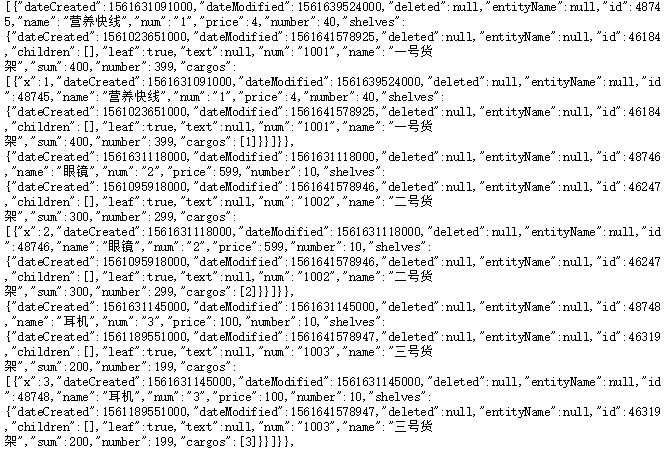 [{"dateCreated":1561631091000,"dateModified":1561639524000,"deleted":null,"entityName":null,"id":4874
5,"name":"营养快线","num":"1","price":4,"number":40,"shelves":
{"dateCreated":1561023651000,"dateModified":1561641578925,"deleted":null,"entityName":null,"id":46184
,"children":[],"leaf":true,"text":null,"num":"1001","name":"一号货
架","sum":400,"number":399,"cargos":
[{"x":1,"dateCreated":1561631091000,"dateModified":1561639524000,"deleted":null,"entityName":null,"id
":48745,"name":"营养快线","num":"1","price":4,"number":40,"shelves":
{"dateCreated":1561023651000,"dateModified":1561641578925,"deleted":null,"entityName":null,"id":46184
,"children":[],"leaf":true,"text":null,"num":"1001","name":"一号货
架","sum":400,"number":399,"cargos":[1]}}]}},
{"dateCreated":1561631118000,"dateModified":1561631118000,"deleted":null,"entityName":null,"id":48746
,"name":"眼镜","num":"2","price":599,"number":10,"shelves":
{"dateCreated":1561095918000,"dateModified":1561641578946,"deleted":null,"entityName":null,"id":46247
,"children":[],"leaf":true,"text":null,"num":"1002","name":"二号货
架","sum":300,"number":299,"cargos":
[{"x":2,"dateCreated":1561631118000,"dateModified":1561631118000,"deleted":null,"entityName":null,"id
":48746,"name":"眼镜","num":"2","price":599,"number":10,"shelves":
{"dateCreated":1561095918000,"dateModified":1561641578946,"deleted":null,"entityName":null,"id":46247
,"children":[],"leaf":true,"text":null,"num":"1002","name":"二号货
架","sum":300,"number":299,"cargos":[2]}}]}},
{"dateCreated":1561631145000,"dateModified":1561631145000,"deleted":null,"entityName":null,"id":48748
,"name":"耳机","num":"3","price":100,"number":10,"shelves":
{"dateCreated":1561189551000,"dateModified":1561641578947,"deleted":null,"entityName":null,"id":46319
,"children":[],"leaf":true,"text":null,"num":"1003","name":"三号货
架","sum":200,"number":199,"cargos":
[{"x":3,"dateCreated":1561631145000,"dateModified":1561631145000,"deleted":null,"entityName":null,"id
":48748,"name":"耳机","num":"3","price":100,"number":10,"shelves":
{"dateCreated":1561189551000,"dateModified":1561641578947,"deleted":null,"entityName":null,"id":46319
,"children":[],"leaf":true,"text":null,"num":"1003","name":"三号货
架","sum":200,"number":199,"cargos":[3]}}]}},